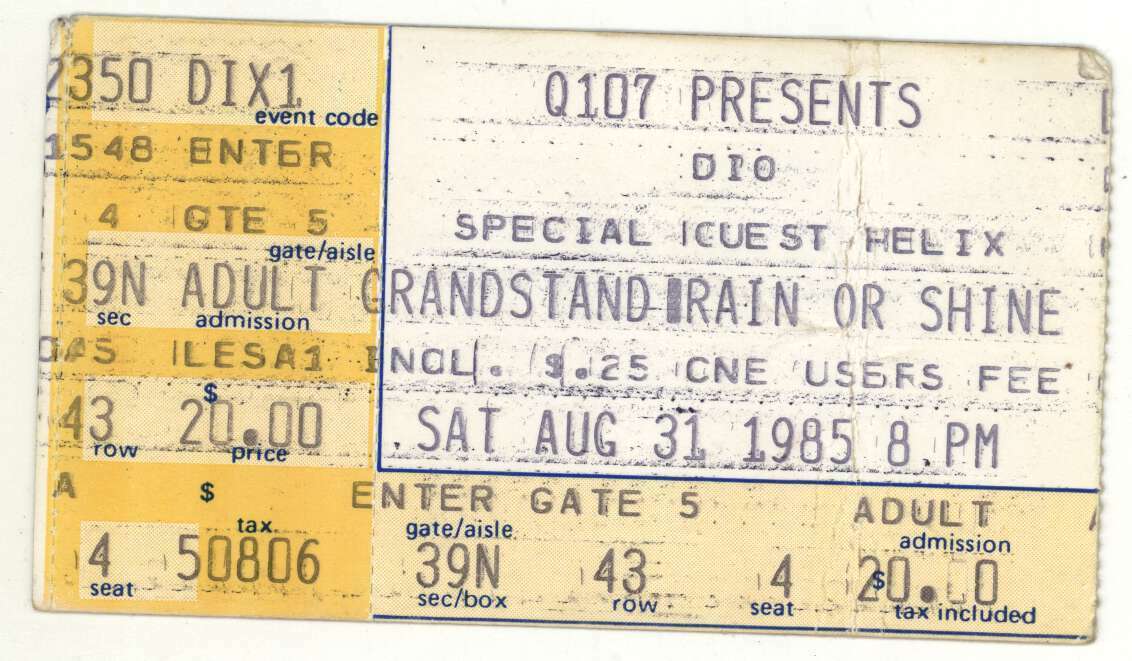 2350 DIX1
event code
1548 ENTER
4 GTE 5
gate/aisle
39N ADULT
sec admission
LESA1
43 $ 20.00
row price
A $
tax
4 50806
seat
Q107 PRESENTS
DIO
SPECIAL GUEST HELIX
GRANDSTAND RAIN OR SHINE
INCL. $.25 CNE USERS FEE
SAT AUG 31 1985 8 PM
ENTER GATE 5 ADULT
gate/aisle admission
39N 43 4 $20.00
sec/box row seat tax included